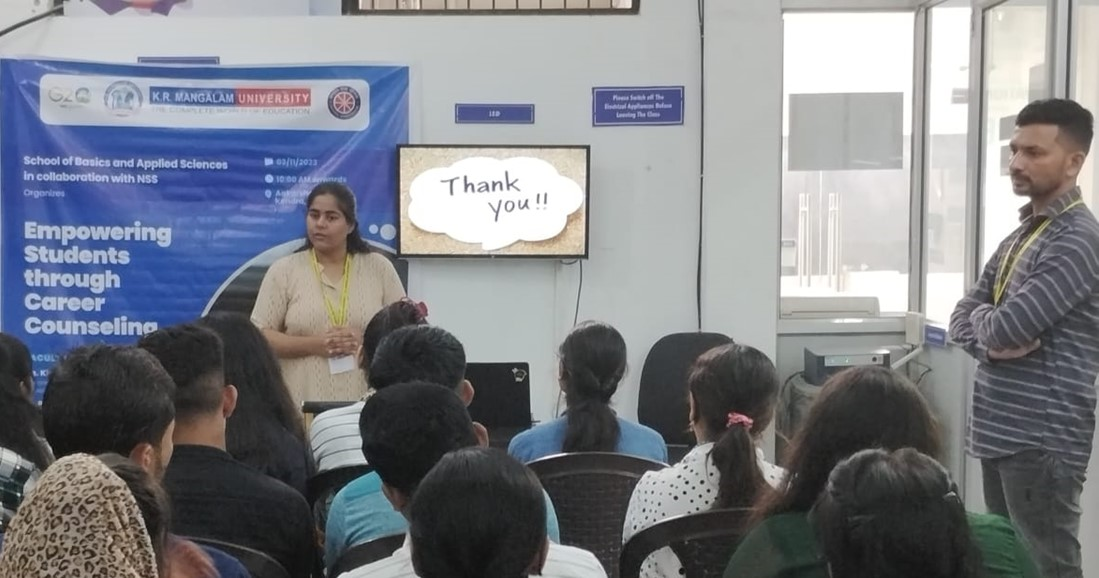 G20
K.R. MANGALAM UNIVERSITY
THE COMPLETE WORLD OF EDUCATION
School of Basics and Applied Sciences
in collaboration with NSS
Organizes
03/11/2023
10:00 AM onwards
Empowering
Students
through
Career
Counseling
LED
Please Switch off The
Electrical Appliances Before
Leaving The Class
Thank
you!!